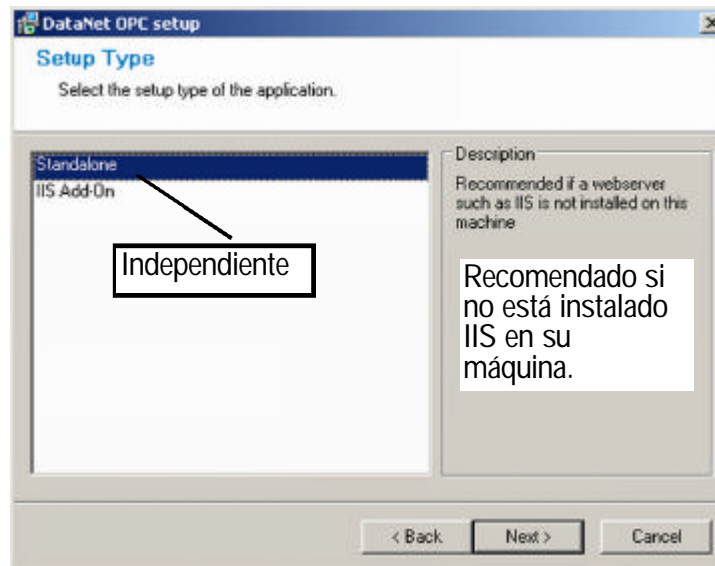 DataNet OPC setup
Setup Type
Select the setup type of the application.
Standalone
IIS Add-On
Independiente
Description
Recommended if a webserver
such as IIS is not installed on this
machine
Recomendado si
no está instalado
IIS en su
máquina.
< Back
Next >
Cancel